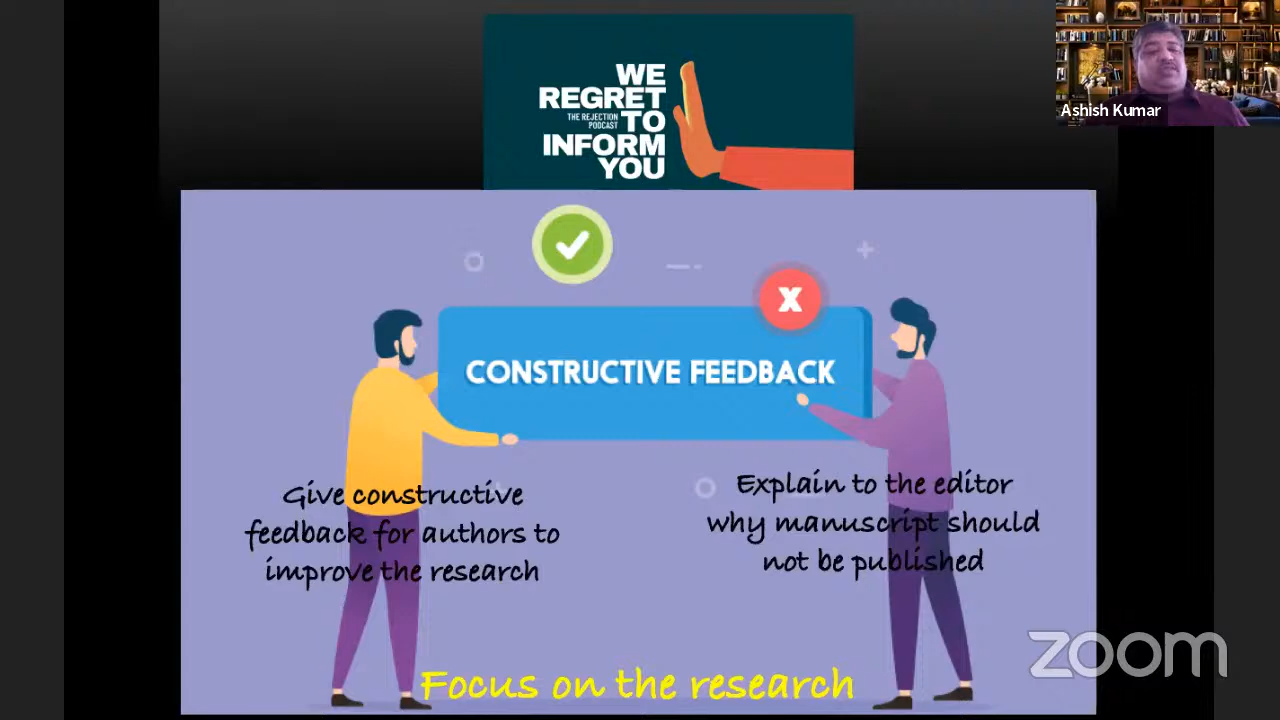 WE
REGRET
THE REJECTION
PODCAST
TO
INFORM
YOU
Ashish Kumar
X
CONSTRUCTIVE FEEDBACK
Give constructive
feedback for authors to
improve the research
Explain to the editor
why manuscript should
not be published
Focus on the research
zoom